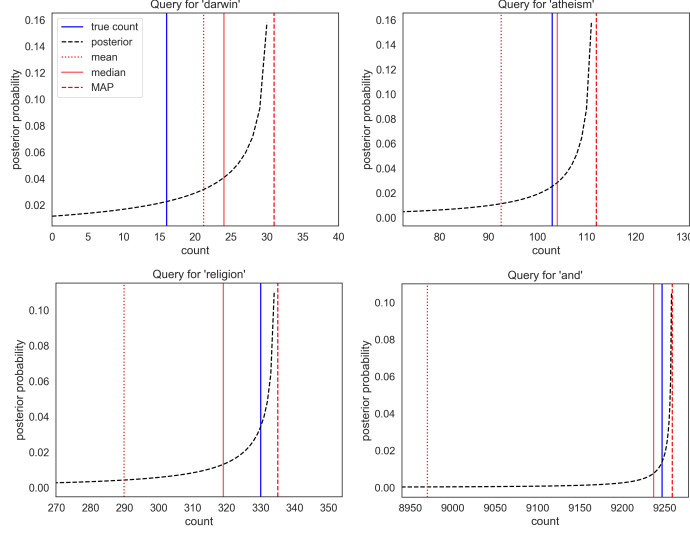 Query for 'darwin'
0.16
0.14
0.12
0.10
0.08
0.06
0.04
0.02
posterior probability
true count
posterior
mean
median
MAP
0 5 10 15 20 25 30 35 40
count
Query for 'atheism'
0.16
0.14
0.12
0.10
0.08
0.06
0.04
0.02
0.00
posterior probability
80 90 100 110 120 130
count
Query for 'religion'
0.10
0.08
0.06
0.04
0.02
0.00
posterior probability
270 280 290 300 310 320 330 340 350
count
Query for 'and'
0.10
0.08
0.06
0.04
0.02
0.00
posterior probability
8950 9000 9050 9100 9150 9200 9250
count